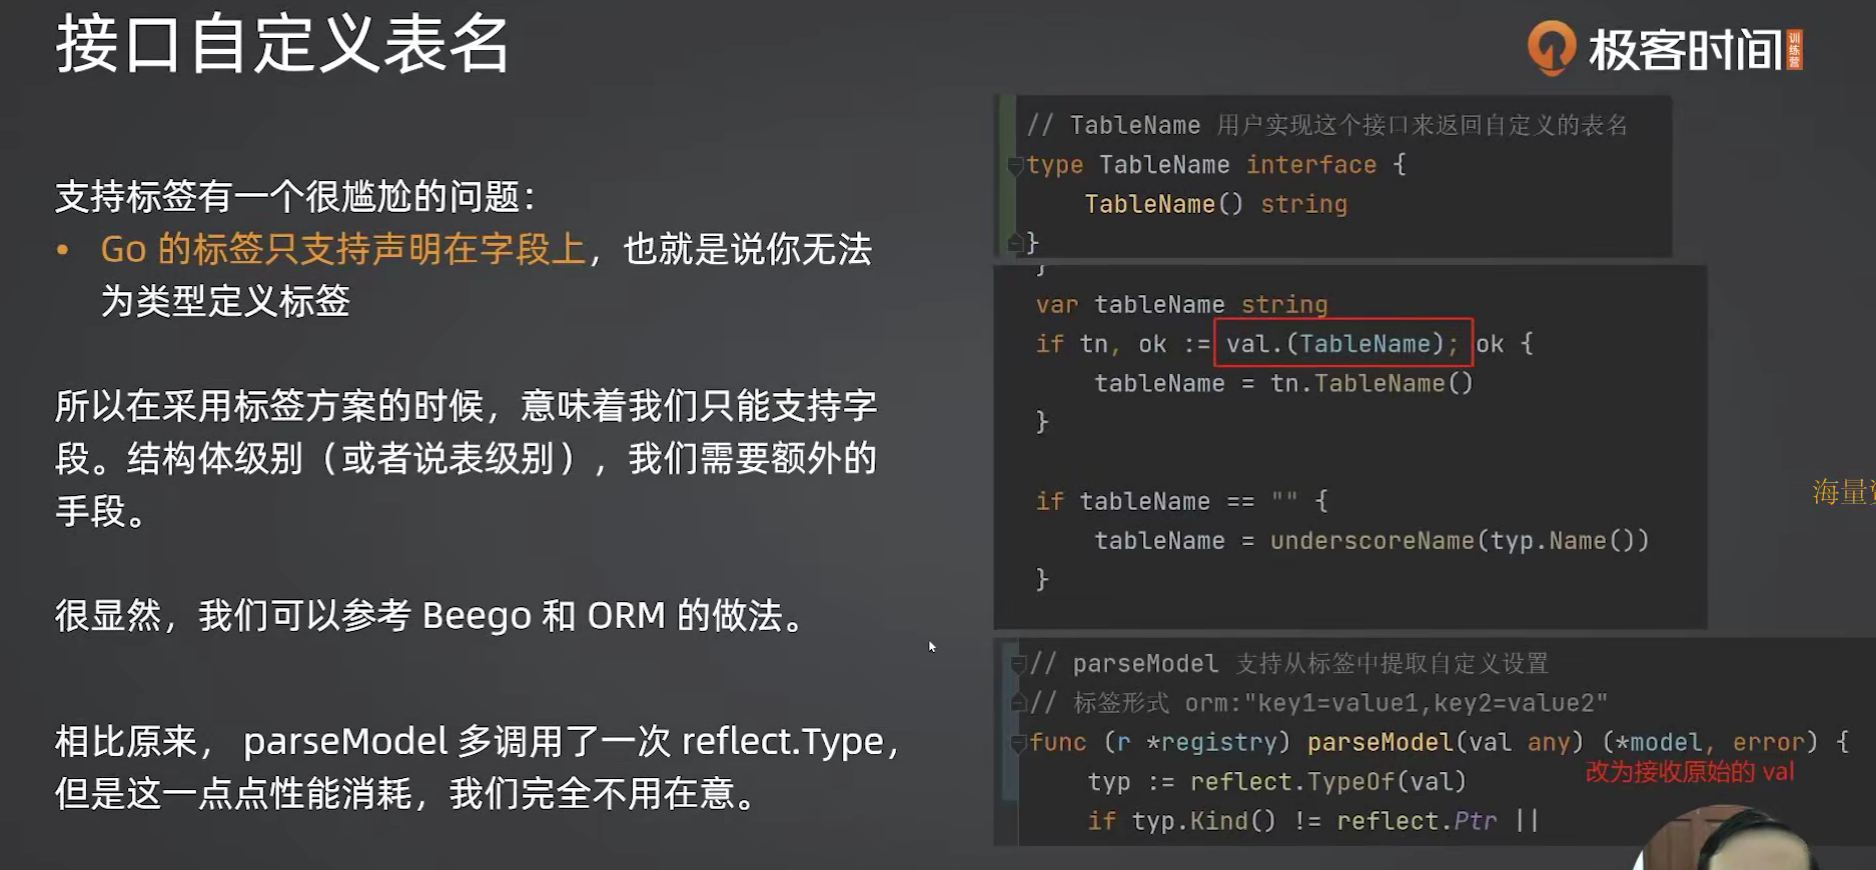 接口自定义表名
极客时间
训练营
支持标签有一个很尴尬的问题：
• Go 的标签只支持声明在字段上，也就是说你无法
为类型定义标签
所以在采用标签方案的时候，意味着我们只能支持字
段。结构体级别（或者说表级别），我们需要额外的
手段。
很显然，我们可以参考 Beego 和 ORM 的做法。
相比原来， parseModel 多调用了一次 reflect.Type，
但是这一点点性能消耗，我们完全不用在意。
// TableName 用户实现这个接口来返回自定义的表名
type TableName interface {
TableName() string
}
}
var tableName string
if tn, ok := val.(TableName); ok {
tableName = tn.TableName()
}
if tableName == "" {
tableName = underscoreName(typ.Name())
}
// parseModel 支持从标签中提取自定义设置
// 标签形式 orm:"key1=value1,key2=value2"
func (r *registry) parseModel(val any) (*model, error) {
改为接收原始的 val
typ := reflect.TypeOf(val)
if typ.Kind() != reflect.Ptr ||
海量